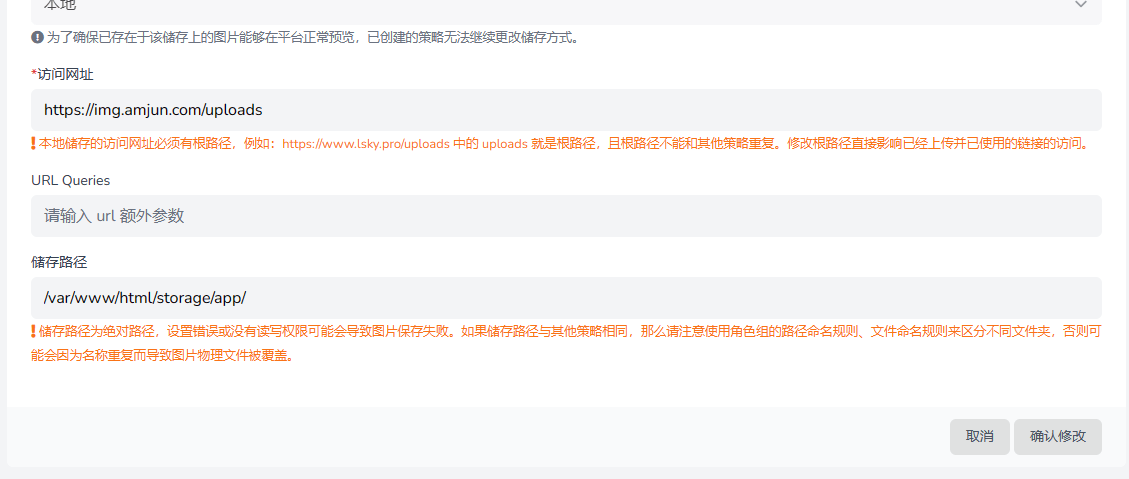 本地
为了确保已存在于该储存上的图片能够在平台正常预览，已创建的策略无法继续更改储存方式。
*访问网址
https://img.amjun.com/uploads
本地储存的访问网址必须有根路径，例如：https://www.lsky.pro/uploads 中的 uploads 就是根路径，且根路径不能和其他策略重复。修改根路径直接影响已经上传并已使用的链接的访问。
URL Queries
请输入 url 额外参数
储存路径
/var/www/html/storage/app/
储存路径为绝对路径，设置错误或没有读写权限可能会导致图片保存失败。如果储存路径与其他策略相同，那么请注意使用角色组的路径命名规则、文件命名规则来区分不同文件夹，否则可
能会因为名称重复而导致图片物理文件被覆盖。
取消 确认修改